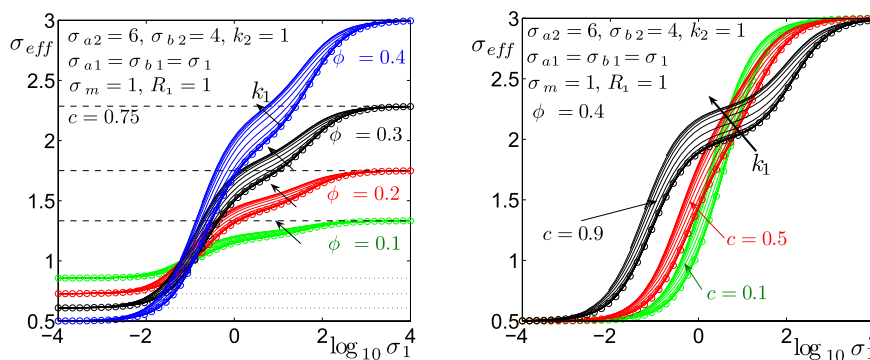 σ_eff
3
2.5
2
1.5
1
0.5
σ_a2 = 6, σ_b2 = 4, k_2 = 1
σ_a1 = σ_b1 = σ_1
σ_m = 1, R_1 = 1
c = 0.75
k_1
ϕ = 0.4
ϕ = 0.3
ϕ = 0.2
ϕ = 0.1
−4 −2 0 2 4
log_10 σ_1
σ_eff
3
2.5
2
1.5
1
0.5
σ_a2 = 6, σ_b2 = 4, k_2 = 1
σ_a1 = σ_b1 = σ_1
σ_m = 1, R_1 = 1
ϕ = 0.4
k_1
c = 0.9
c = 0.5
c = 0.1
−4 −2 0 2
log_10 σ_1